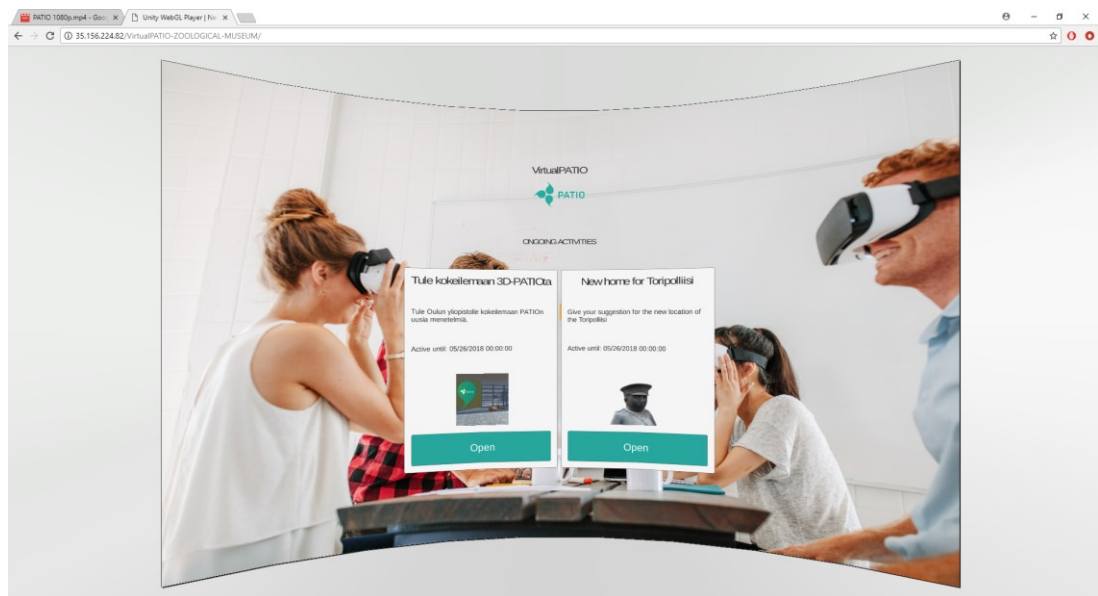 PATIO 1080p.mp4 - Goo
Unity WebGL Player | Ne
35.156.224.82/VirtualPATIO-ZOOLOGICAL-MUSEUM/
VirtualPATIO
PATIO
ONGOING ACTIVITIES
Tule kokeilemaan 3D-PATIOta
Tule Oulun yliopistolle kokeilemaan PATIOn
uusia menetelmiä.
Active until: 05/26/2018 00:00:00
Open
New home for Toripolliisi
Give your suggestion for the new location of
the Toripolliisi
Active until: 05/26/2018 00:00:00
Open